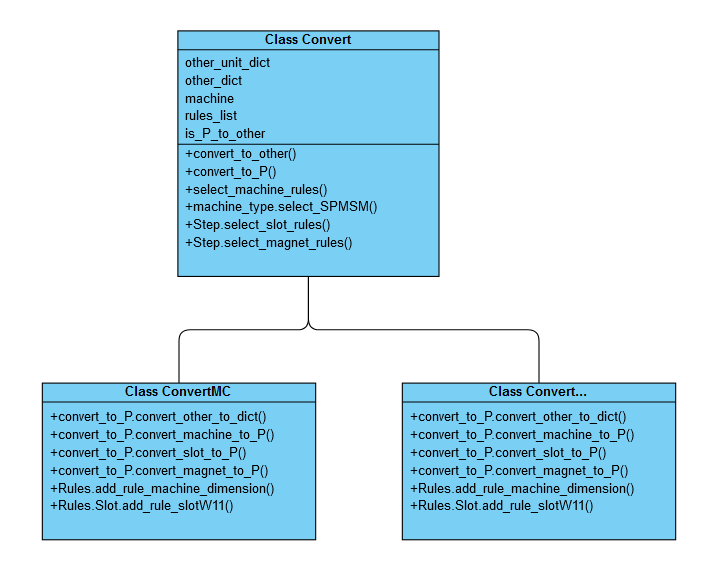 Class Convert
other_unit_dict
other_dict
machine
rules_list
is_P_to_other
+convert_to_other()
+convert_to_P()
+select_machine_rules()
+machine_type.select_SPMSM()
+Step.select_slot_rules()
+Step.select_magnet_rules()
Class ConvertMC
+convert_to_P.convert_other_to_dict()
+convert_to_P.convert_machine_to_P()
+convert_to_P.convert_slot_to_P()
+convert_to_P.convert_magnet_to_P()
+Rules.add_rule_machine_dimension()
+Rules.Slot.add_rule_slotW11()
Class Convert...
+convert_to_P.convert_other_to_dict()
+convert_to_P.convert_machine_to_P()
+convert_to_P.convert_slot_to_P()
+convert_to_P.convert_magnet_to_P()
+Rules.add_rule_machine_dimension()
+Rules.Slot.add_rule_slotW11()